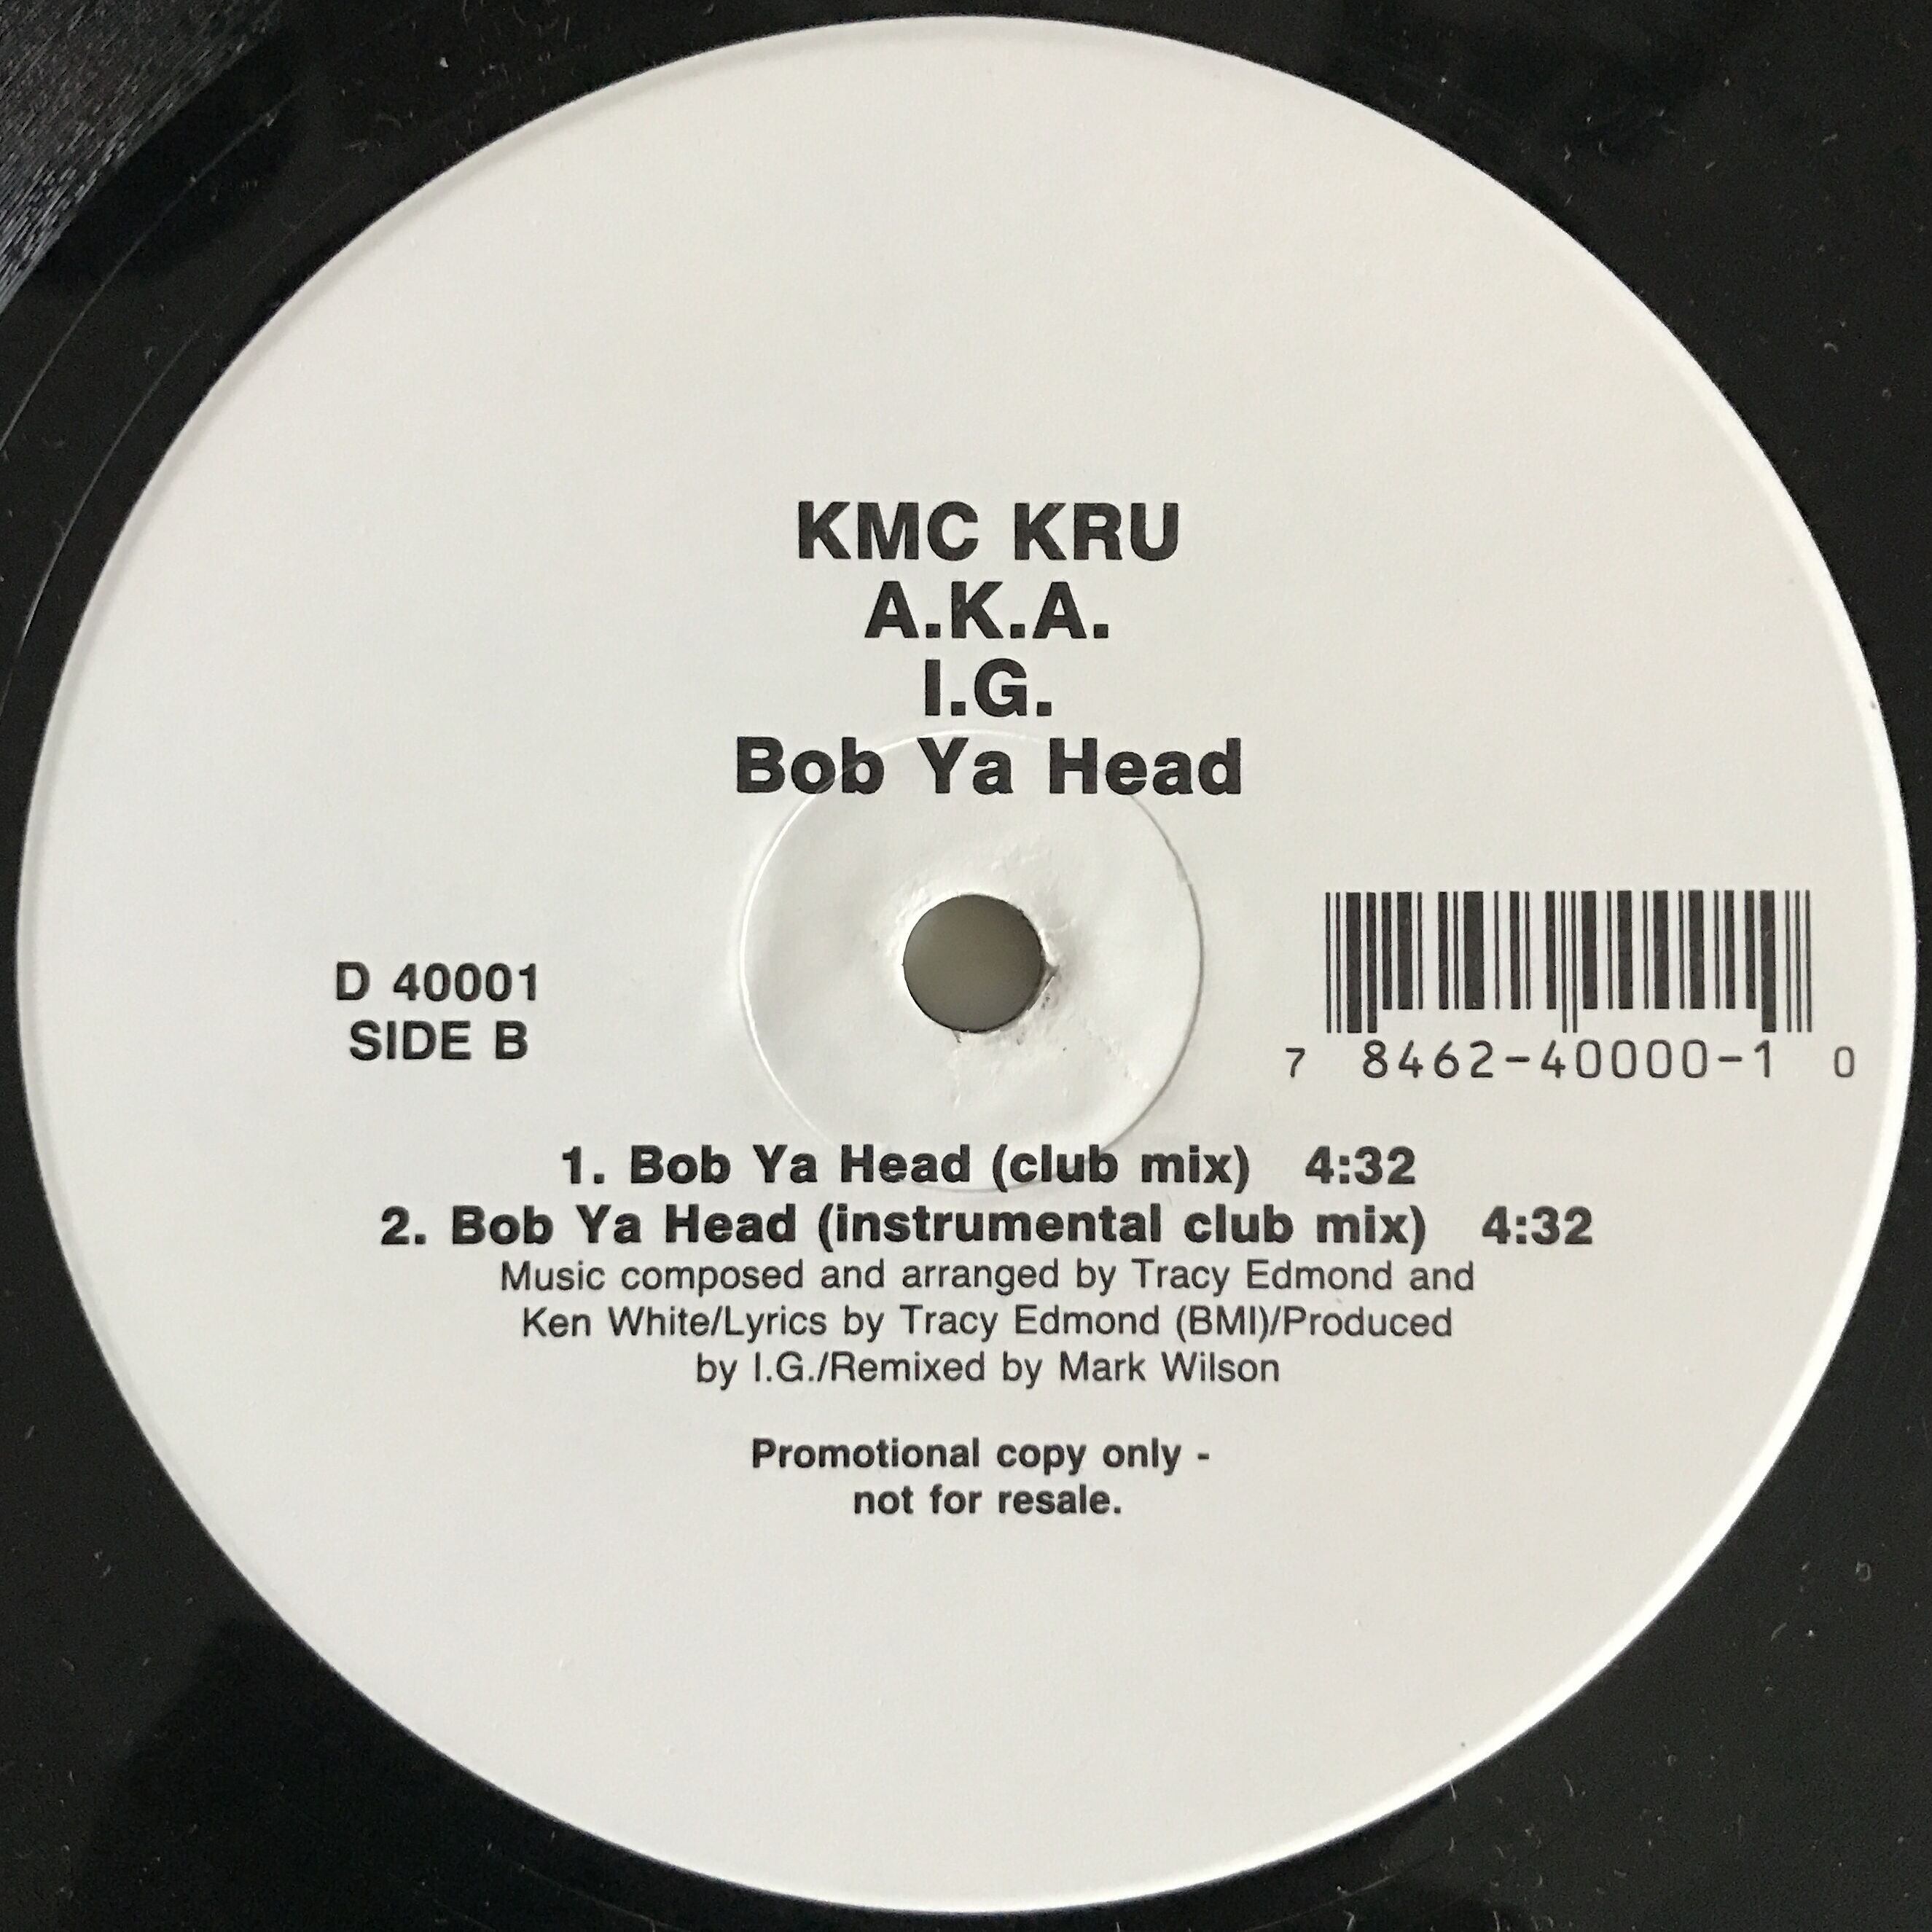 KMC KRU
A.K.A.
I.G.
Bob Ya Head
D 40001
SIDE B
7 8462-40000-1 0
1. Bob Ya Head (club mix) 4:32
2. Bob Ya Head (instrumental club mix) 4:32
Music composed and arranged by Tracy Edmond and
Ken White/Lyrics by Tracy Edmond (BMI)/Produced
by I.G./Remixed by Mark Wilson
Promotional copy only -
not for resale.